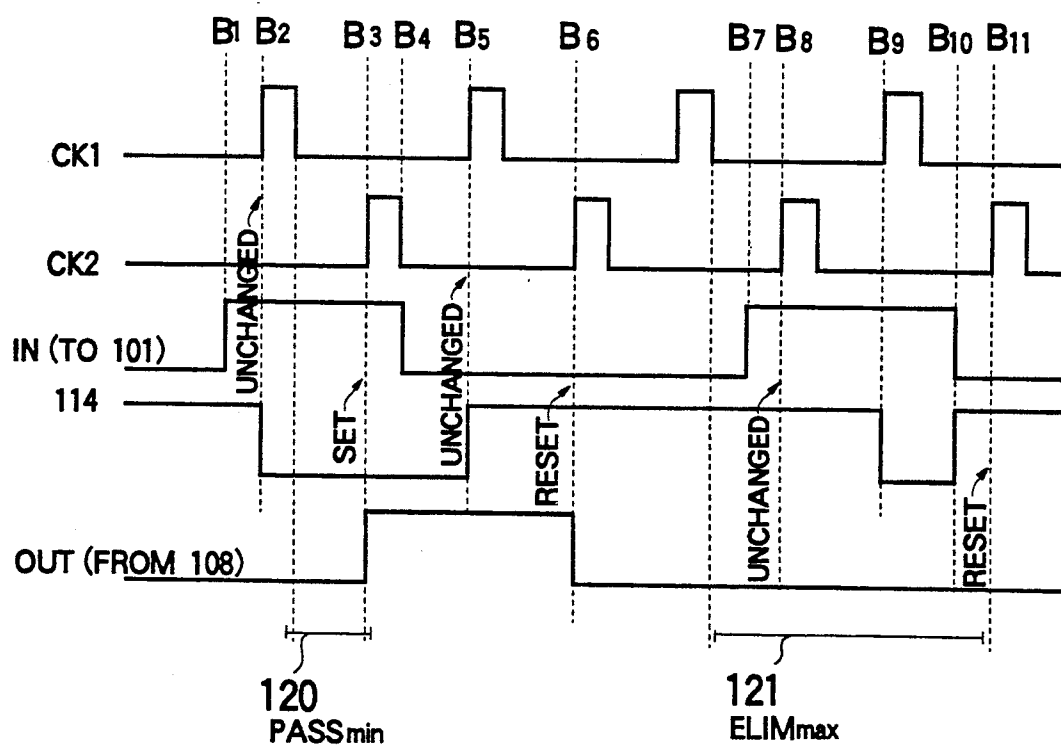 B1 B2 B3 B4 B5 B6 B7 B8 B9 B10 B11
CK1
CK2
IN (TO 101)
114
OUT (FROM 108)
UNCHANGED
SET
UNCHANGED
RESET
UNCHANGED
RESET
120
PASSmin
121
ELIMmax